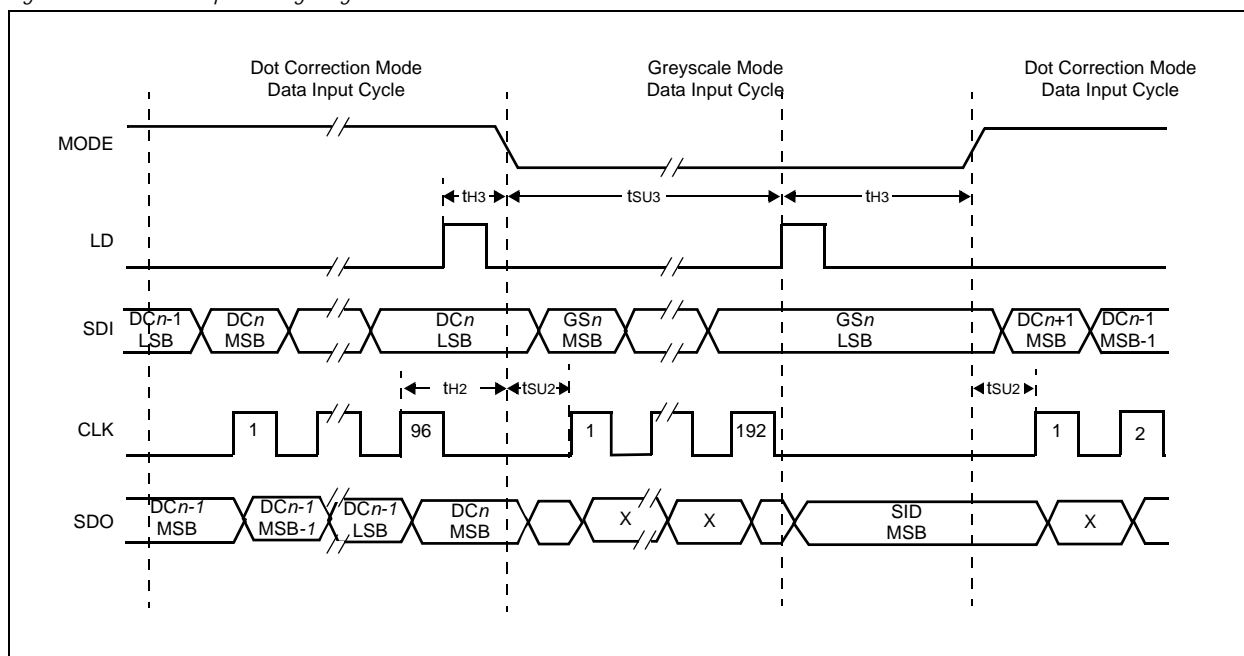 Dot Correction Mode
Data Input Cycle
Greyscale Mode
Data Input Cycle
Dot Correction Mode
Data Input Cycle
MODE
tH3
tSU3
tH3
LD
SDI
DCn-1
LSB
DCn
MSB
DCn
LSB
GSn
MSB
GSn
LSB
DCn+1
MSB
DCn-1
MSB-1
tH2
tSU2
tSU2
CLK
1
96
1
192
1
2
SDO
DCn-1
MSB
DCn-1
MSB-1
DCn-1
LSB
DCn
MSB
X
X
SID
MSB
X